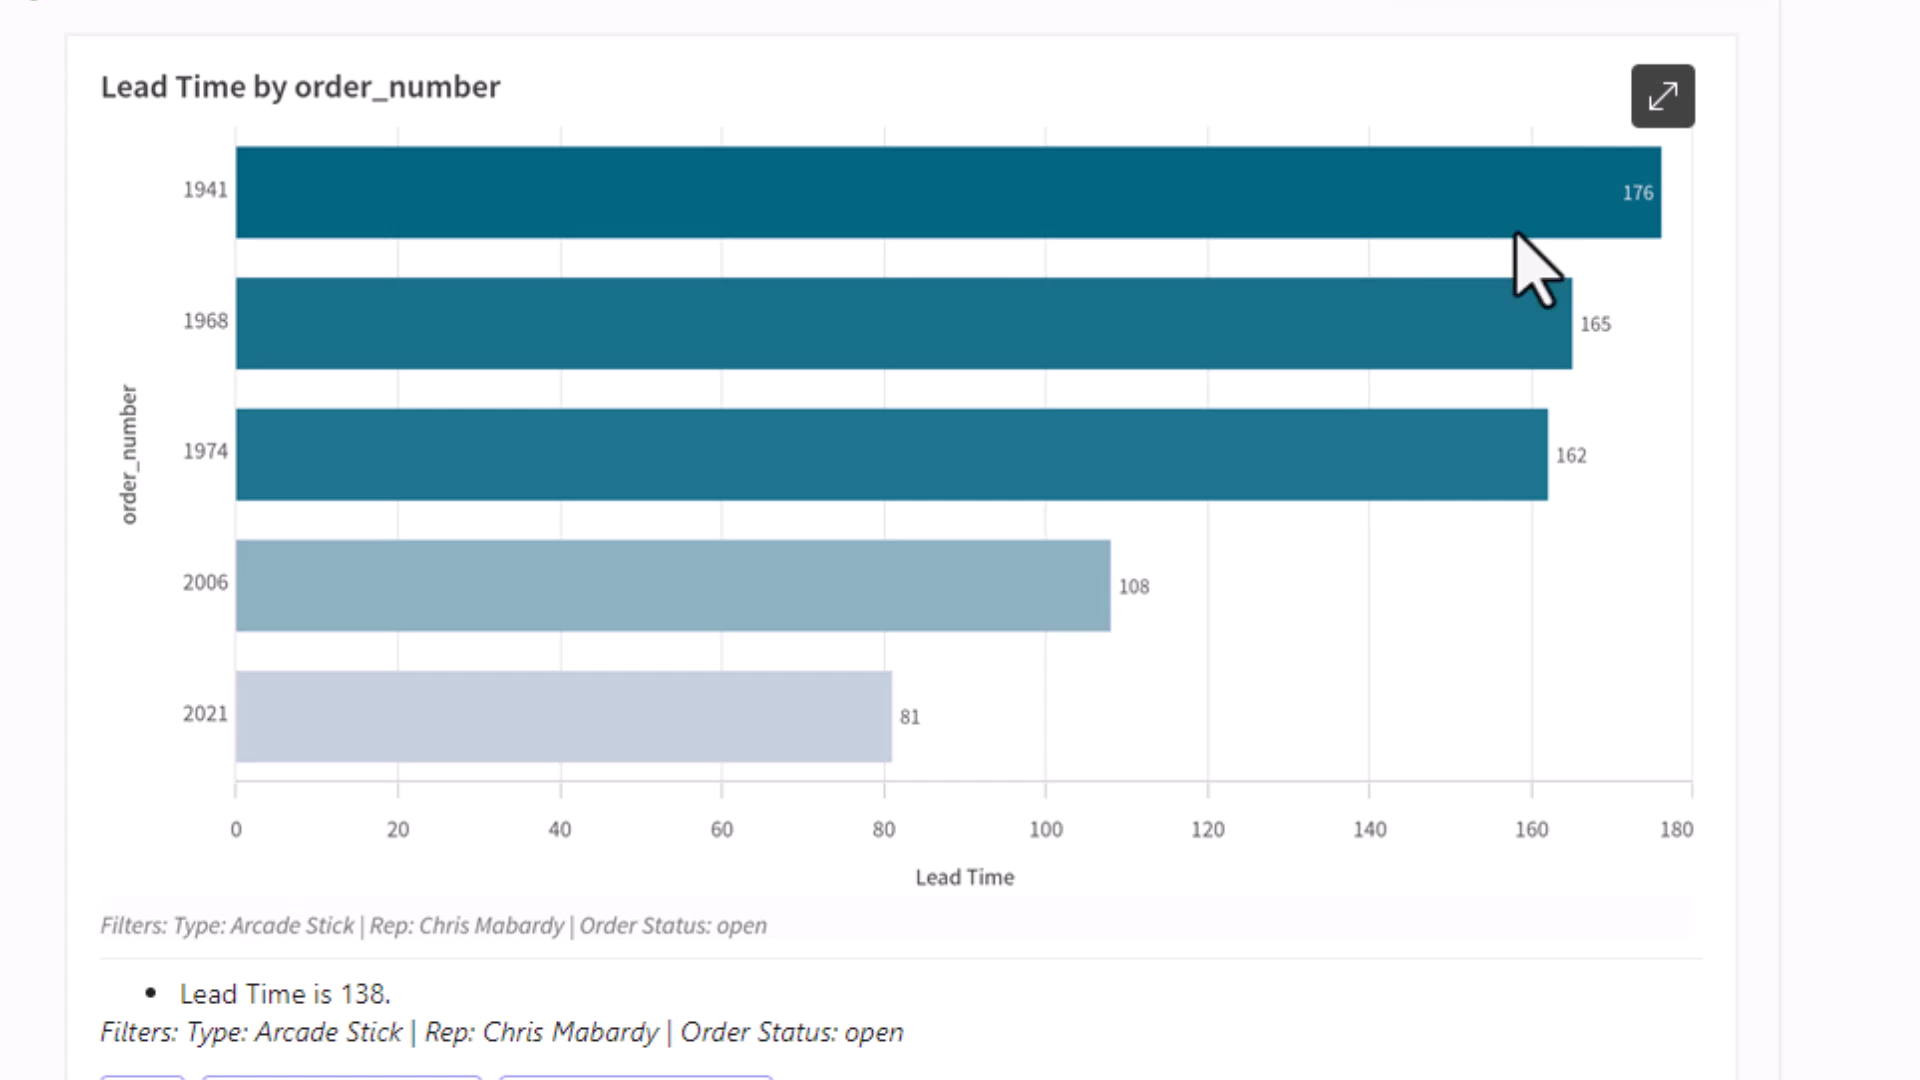 Lead Time by order_number
1941
176
1968
165
1974
162
2006
108
2021
81
order_number
0 20 40 60 80 100 120 140 160 180
Lead Time
Filters: Type: Arcade Stick | Rep: Chris Mabardy | Order Status: open
• Lead Time is 138.
Filters: Type: Arcade Stick | Rep: Chris Mabardy | Order Status: open